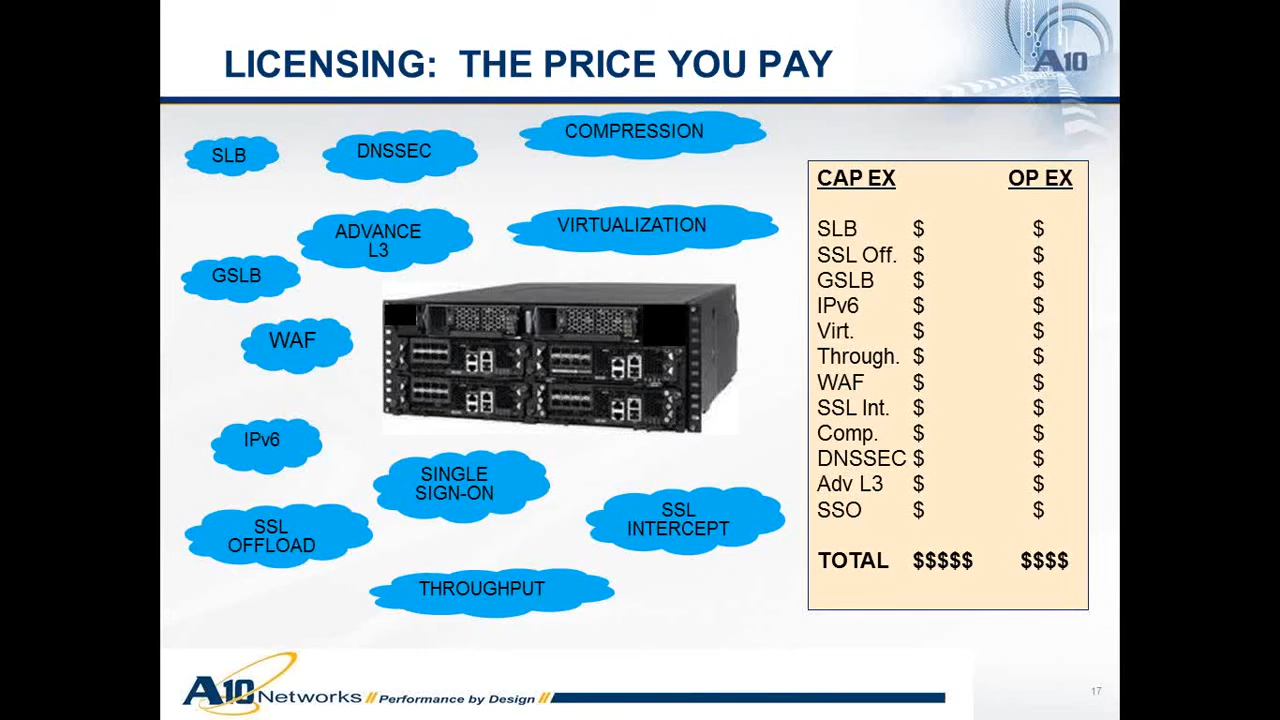 LICENSING: THE PRICE YOU PAY
A10
SLB
DNSSEC
COMPRESSION
ADVANCE
L3
VIRTUALIZATION
GSLB
WAF
IPv6
SINGLE
SIGN-ON
SSL
INTERCEPT
SSL
OFFLOAD
THROUGHPUT
CAP EX OP EX
SLB $ $
SSL Off. $ $
GSLB $ $
IPv6 $ $
Virt. $ $
Through. $ $
WAF $ $
SSL Int. $ $
Comp. $ $
DNSSEC $ $
Adv L3 $ $
SSO $ $
TOTAL $$$$$ $$$$
A10 Networks // Performance by Design //
17